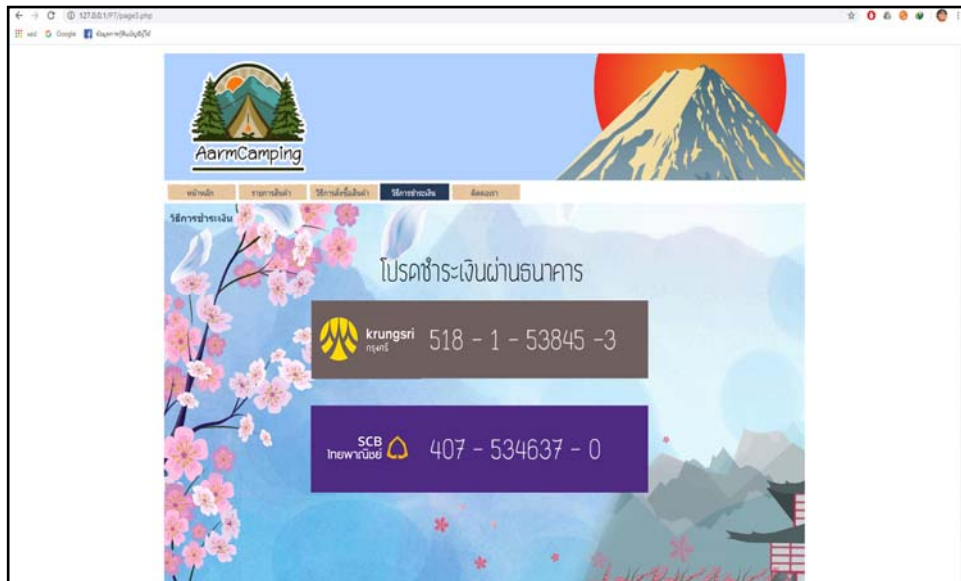 127.0.0.1/P7/page3.php
Google
AarmCamping
หน้าหลัก รายการสินค้า วิธีการสั่งซื้อสินค้า วิธีการชำระเงิน ติดต่อเรา
วิธีการชำระเงิน
โปรดชำระเงินผ่านธนาคาร
krungsri
กรุงศรี
518 - 1 - 53845 -3
SCB
ไทยพาณิชย์
407 - 534637 - 0